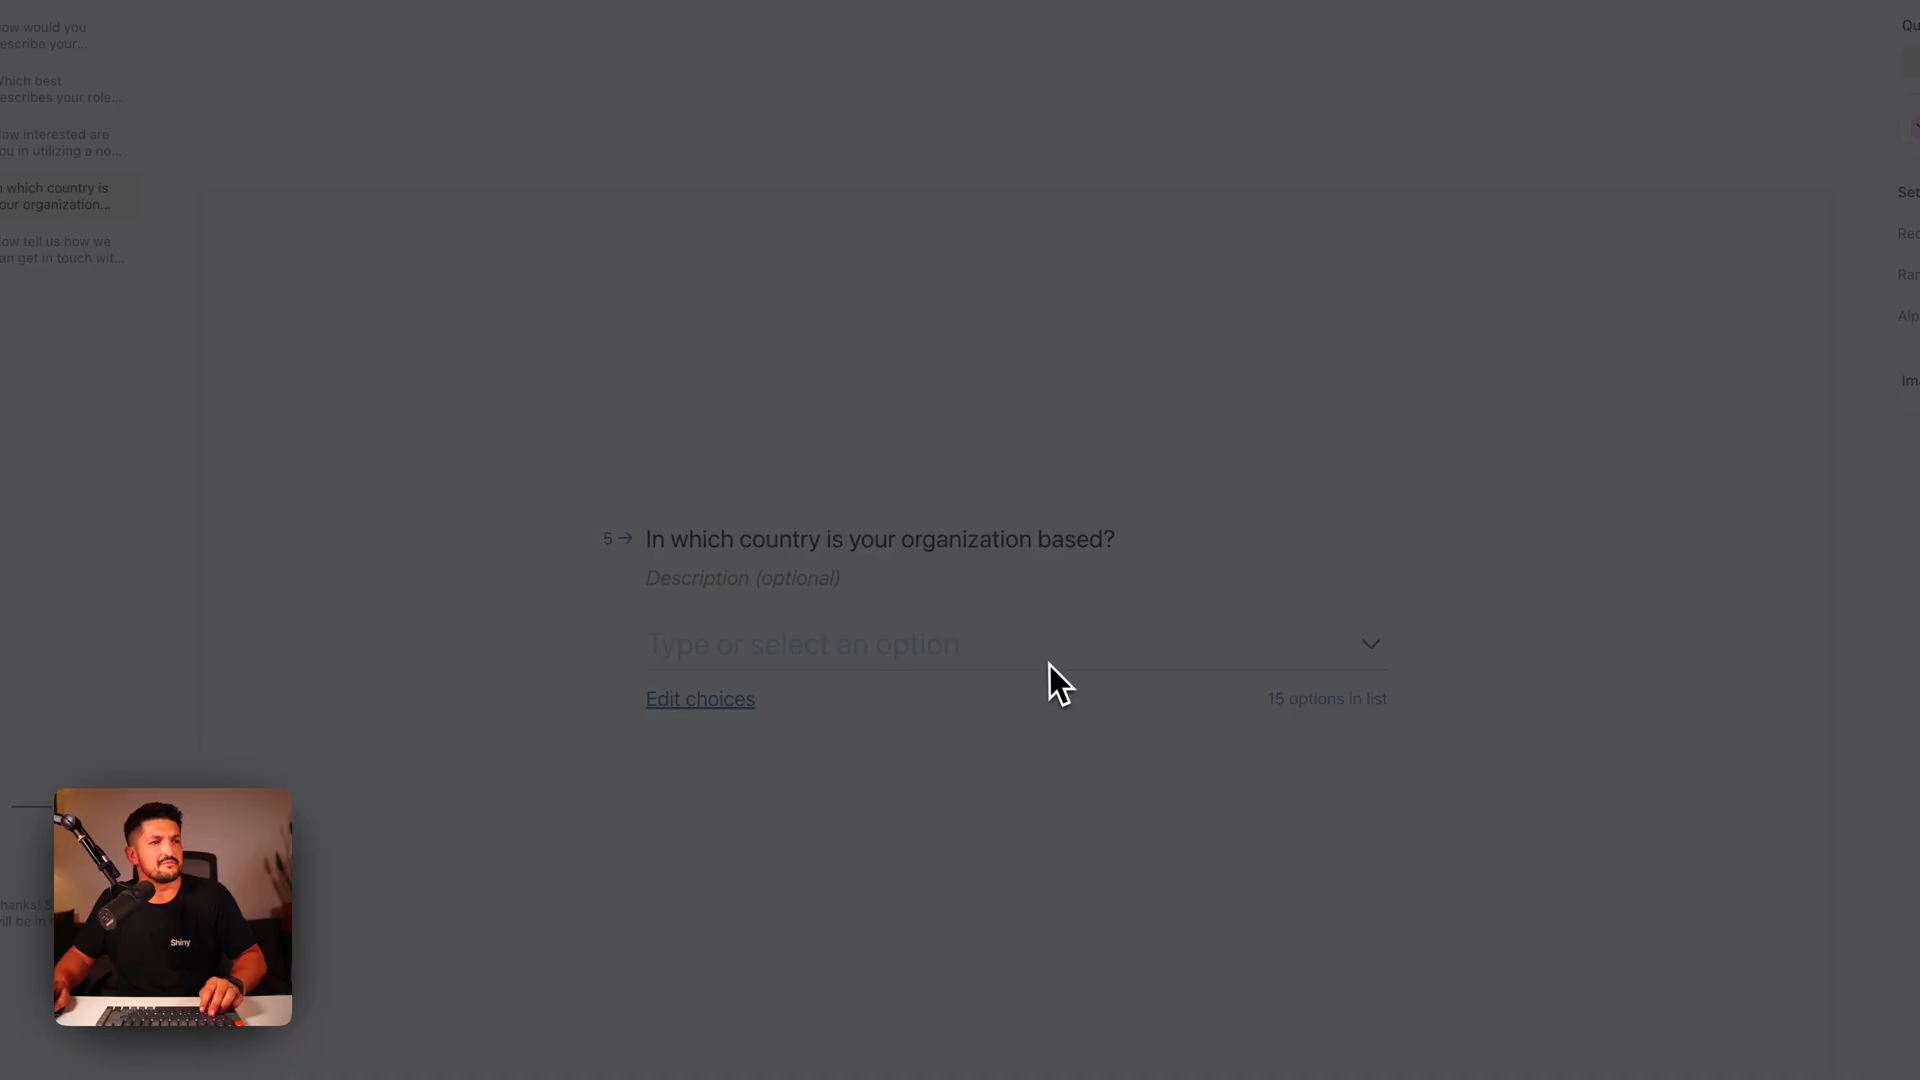 ow would you
escribe your...
Which best
escribes your role...
ow interested are
ou in utilizing a no...
n which country is
our organization...
ow tell us how we
an get in touch wit...
hanks! S
ill be in
5 → In which country is your organization based?
Description (optional)
Type or select an option
Edit choices
15 options in list
Qu
Set
Rec
Ran
Alp
Im
Shiny